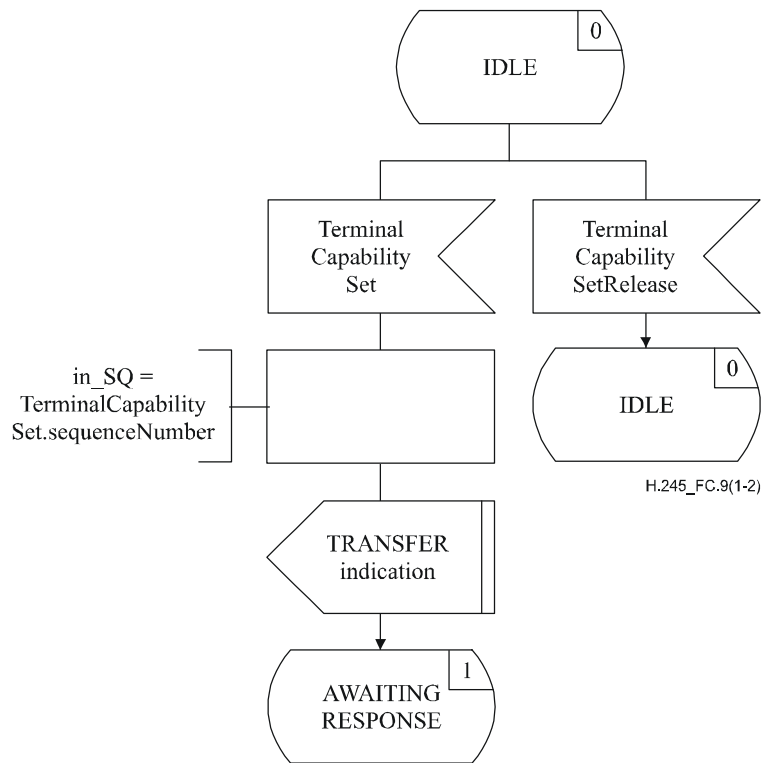 0
IDLE
Terminal
Capability
Set
Terminal
Capability
SetRelease
in_SQ =
TerminalCapability
Set.sequenceNumber
0
IDLE
H.245_FC.9(1-2)
TRANSFER
indication
1
AWAITING
RESPONSE